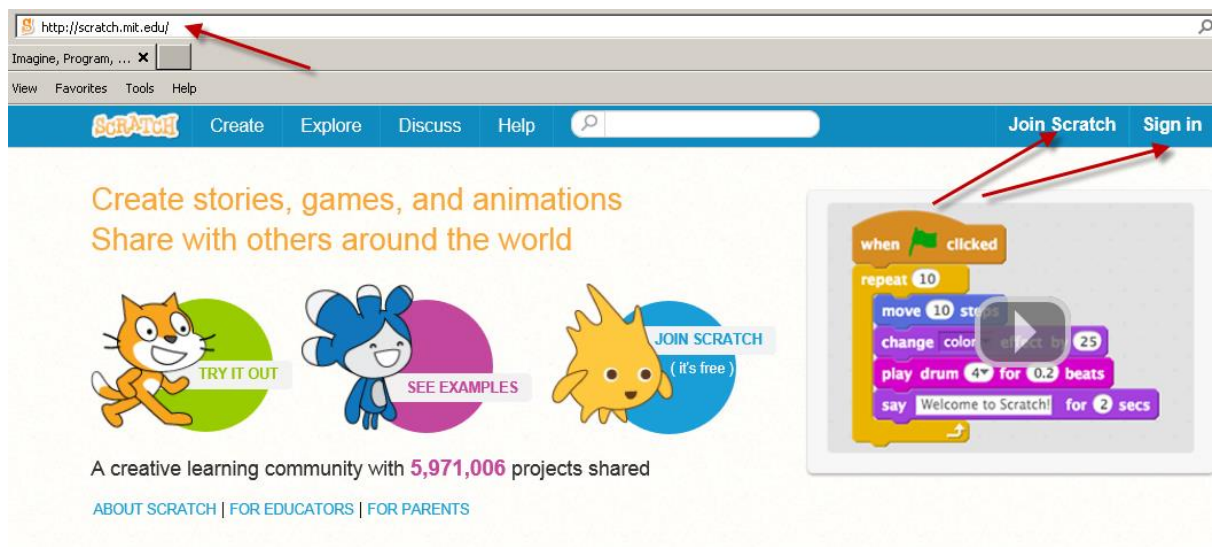 http://scratch.mit.edu/
Imagine, Program, ...
View Favorites Tools Help
SCRATCH Create Explore Discuss Help Join Scratch Sign in
Create stories, games, and animations
Share with others around the world
TRY IT OUT
SEE EXAMPLES
JOIN SCRATCH
( it's free )
when clicked
repeat 10
move 10 steps
change color effect by 25
play drum 4 for 0.2 beats
say Welcome to Scratch! for 2 secs
A creative learning community with 5,971,006 projects shared
ABOUT SCRATCH | FOR EDUCATORS | FOR PARENTS